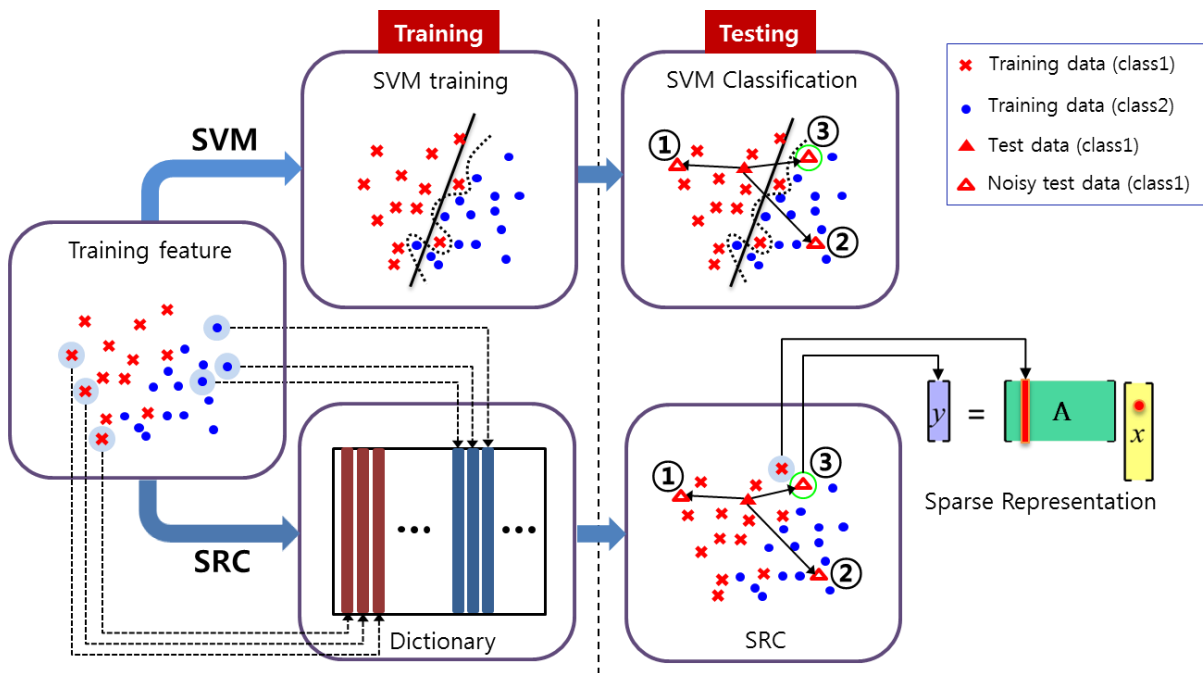 Training
Testing
SVM training
SVM Classification
Training data (class1)
Training data (class2)
Test data (class1)
Noisy test data (class1)
SVM
①
③
②
Training feature
y = A x
Sparse Representation
①
③
②
SRC
...
...
Dictionary
SRC